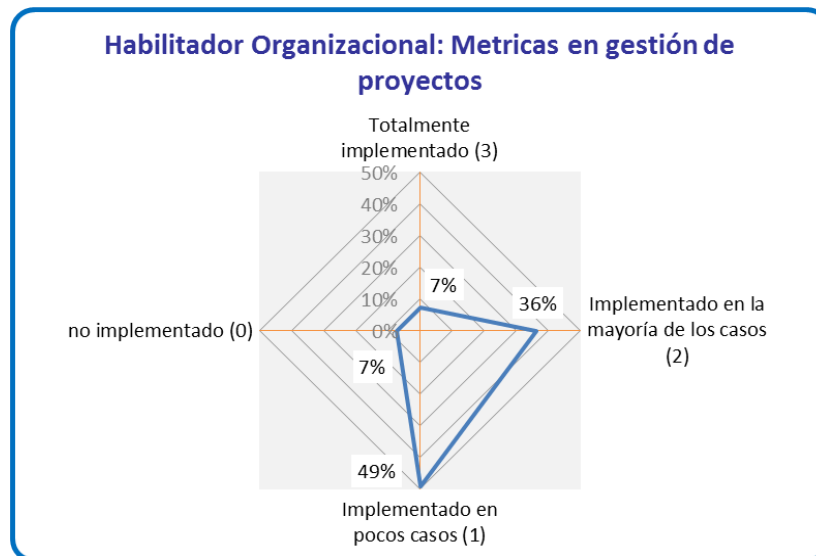 Habilitador Organizacional: Metricas en gestión de
proyectos
Totalmente
implementado (3)
50%
40%
30%
20%
10%
0%
7%
36%
Implementado en la
mayoría de los casos
(2)
no implementado (0)
7%
49%
Implementado en
pocos casos (1)